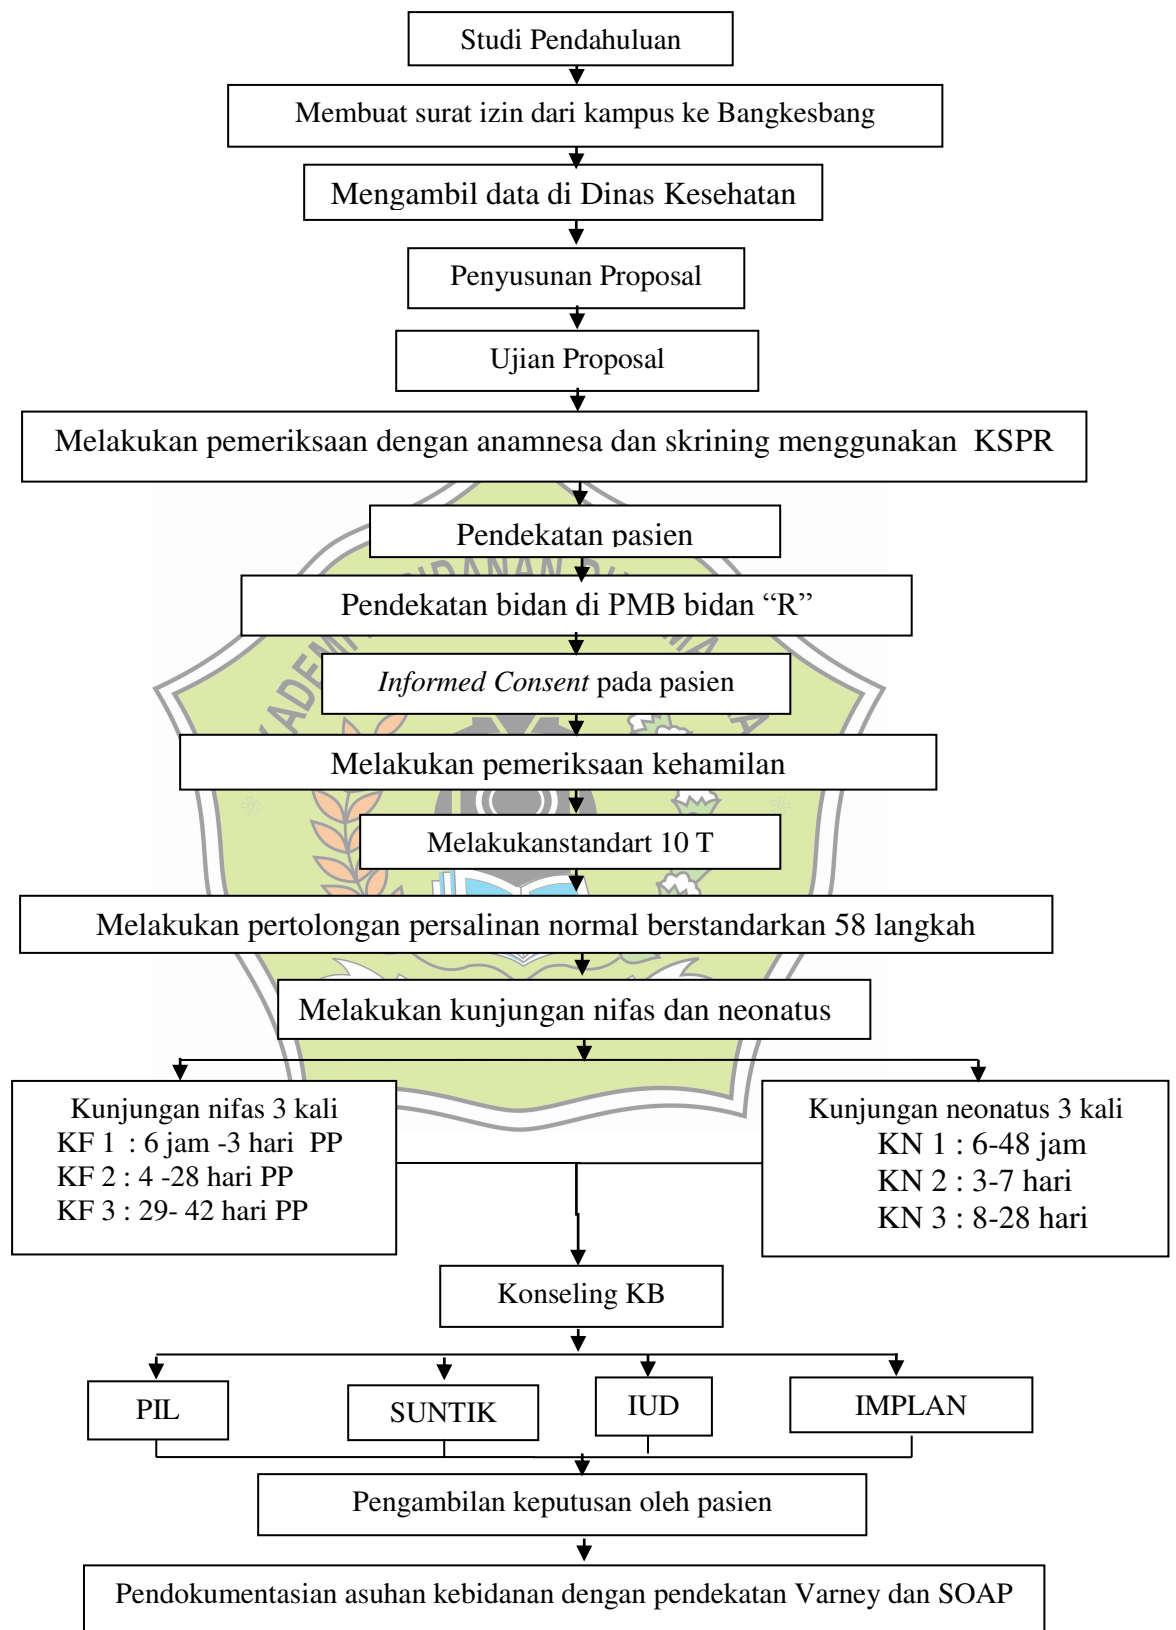 Studi Pendahuluan
Membuat surat izin dari kampus ke Bangkesbang
Mengambil data di Dinas Kesehatan
Penyusunan Proposal
Ujian Proposal
Melakukan pemeriksaan dengan anamnesa dan skrining menggunakan KSPR
Pendekatan pasien
Pendekatan bidan di PMB bidan “R”
Informed Consent pada pasien
Melakukan pemeriksaan kehamilan
Melakukanstandart 10 T
Melakukan pertolongan persalinan normal berstandarkan 58 langkah
Melakukan kunjungan nifas dan neonatus
Kunjungan nifas 3 kali
KF 1 : 6 jam -3 hari PP
KF 2 : 4 -28 hari PP
KF 3 : 29- 42 hari PP
Kunjungan neonatus 3 kali
KN 1 : 6-48 jam
KN 2 : 3-7 hari
KN 3 : 8-28 hari
Konseling KB
PIL
SUNTIK
IUD
IMPLAN
Pengambilan keputusan oleh pasien
Pendokumentasian asuhan kebidanan dengan pendekatan Varney dan SOAP